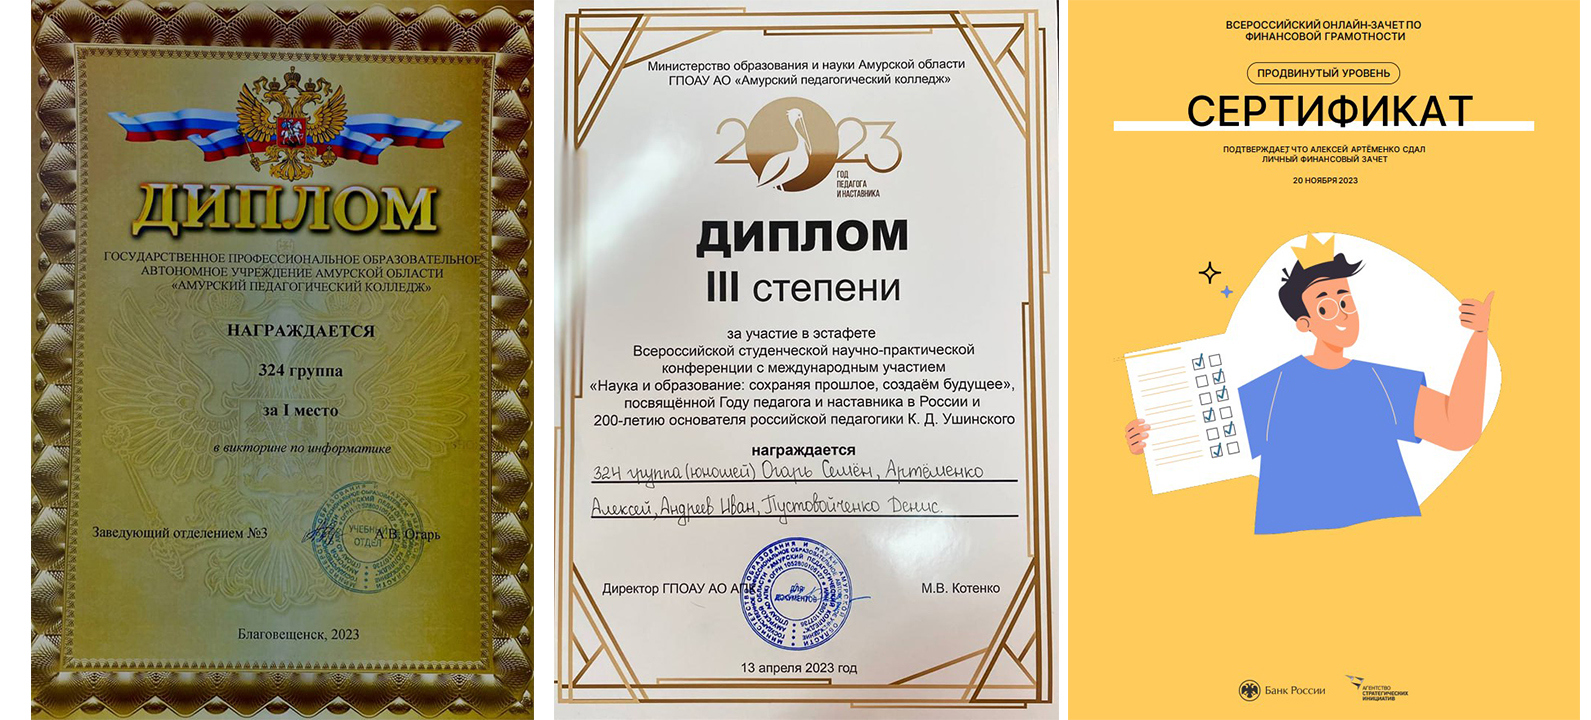 ДИПЛОМ
ГОСУДАРСТВЕННОЕ ПРОФЕССИОНАЛЬНОЕ ОБРАЗОВАТЕЛЬНОЕ
АВТОНОМНОЕ УЧРЕЖДЕНИЕ АМУРСКОЙ ОБЛАСТИ
«АМУРСКИЙ ПЕДАГОГИЧЕСКИЙ КОЛЛЕДЖ»
НАГРАЖДАЕТСЯ
324 группа
за I место
в викторине по информатике
Заведующий отделением №3
УЧЕБНЫЙ
ОТДЕЛ
А.В. Огарь
Благовещенск, 2023
Министерство образования и науки Амурской области
ГПОАУ АО «Амурский педагогический колледж»
2023
ГОД
ПЕДАГОГА
И НАСТАВНИКА
ДИПЛОМ
III степени
за участие в эстафете
Всероссийской студенческой научно-практической
конференции с международным участием
«Наука и образование: сохраняя прошлое, создаём будущее»,
посвящённой Году педагога и наставника в России и
200-летию основателя российской педагогики К. Д. Ушинского
награждается
324 группа (юношей) Огарь Семён, Артёменко
Алексей, Андреев Иван, Пустовойченко Денис.
Директор ГПОАУ АО АПК
ДЛЯ
ДОКУМЕНТОВ
М.В. Котенко
13 апреля 2023 год
ВСЕРОССИЙСКИЙ ОНЛАЙН-ЗАЧЕТ ПО
ФИНАНСОВОЙ ГРАМОТНОСТИ
ПРОДВИНУТЫЙ УРОВЕНЬ
СЕРТИФИКАТ
ПОДТВЕРЖДАЕТ, ЧТО АЛЕКСЕЙ АРТЁМЕНКО СДАЛ
ЛИЧНЫЙ ФИНАНСОВЫЙ ЗАЧЕТ
20 НОЯБРЯ 2023
Банк России
АГЕНТСТВО
СТРАТЕГИЧЕСКИХ
ИНИЦИАТИВ